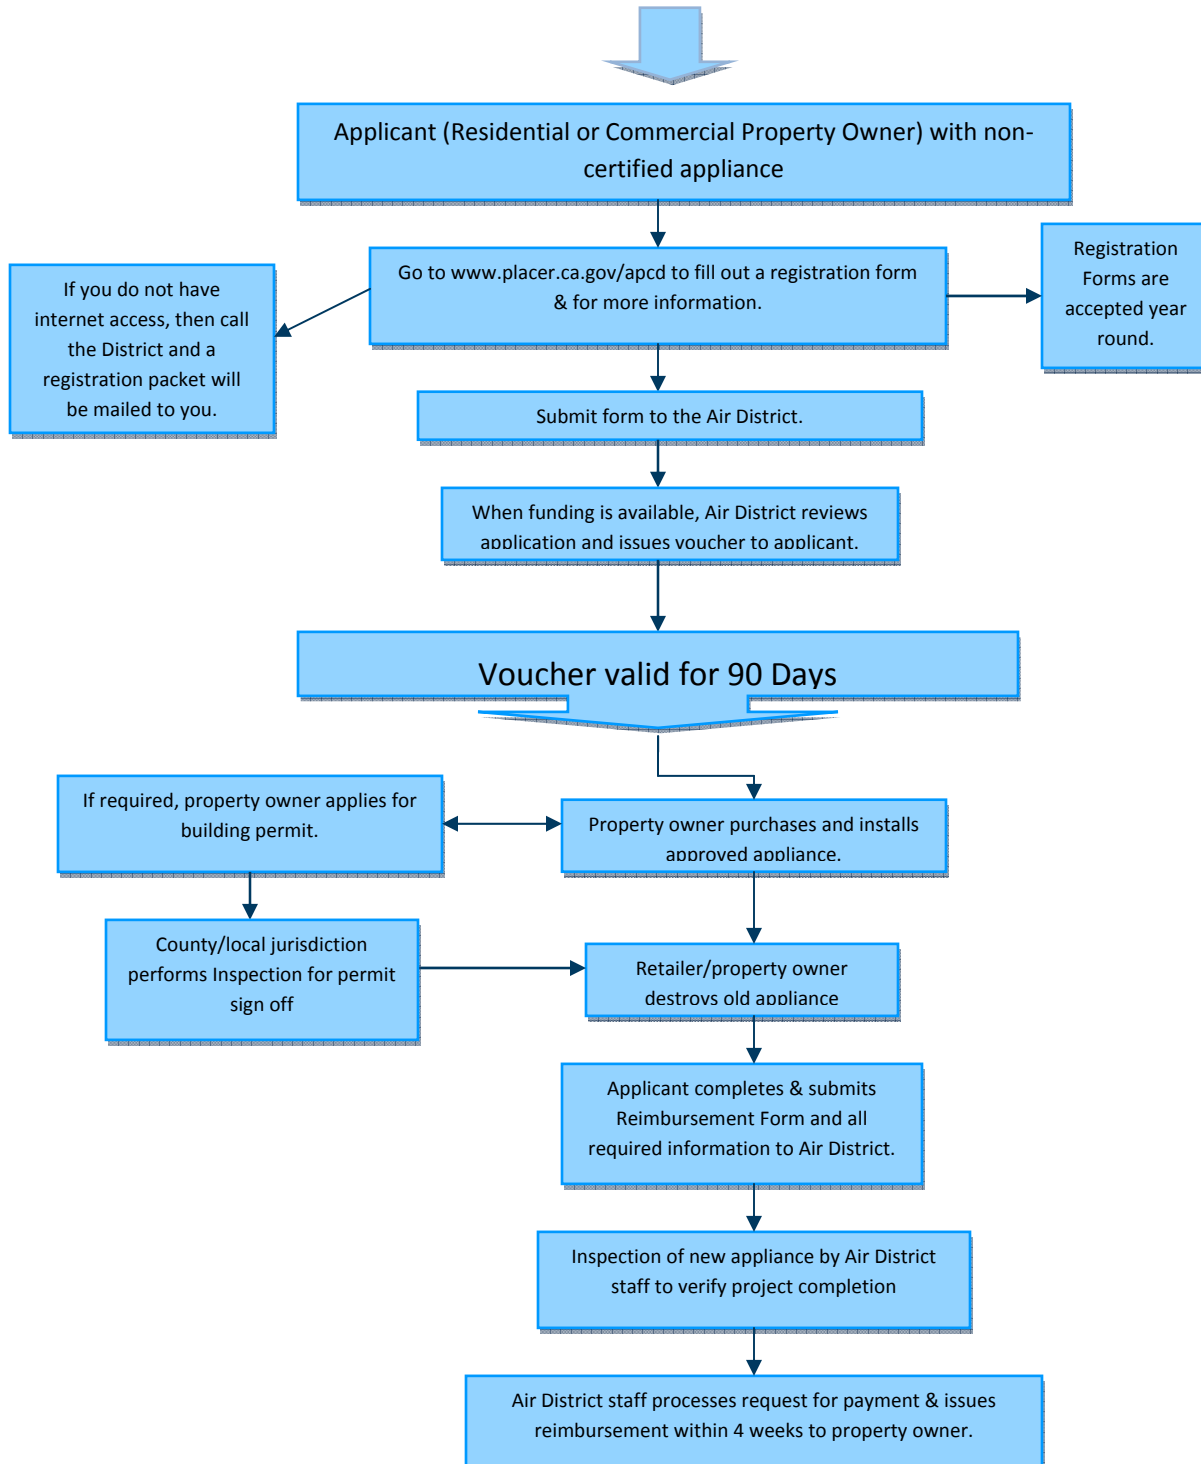 Applicant (Residential or Commercial Property Owner) with non-
certified appliance
Go to www.placer.ca.gov/apcd to fill out a registration form
& for more information.
Registration
Forms are
accepted year
round.
If you do not have
internet access, then call
the District and a
registration packet will
be mailed to you.
Submit form to the Air District.
When funding is available, Air District reviews
application and issues voucher to applicant.
Voucher valid for 90 Days
If required, property owner applies for
building permit.
Property owner purchases and installs
approved appliance.
County/local jurisdiction
performs Inspection for permit
sign off
Retailer/property owner
destroys old appliance
Applicant completes & submits
Reimbursement Form and all
required information to Air District.
Inspection of new appliance by Air District
staff to verify project completion
Air District staff processes request for payment & issues
reimbursement within 4 weeks to property owner.